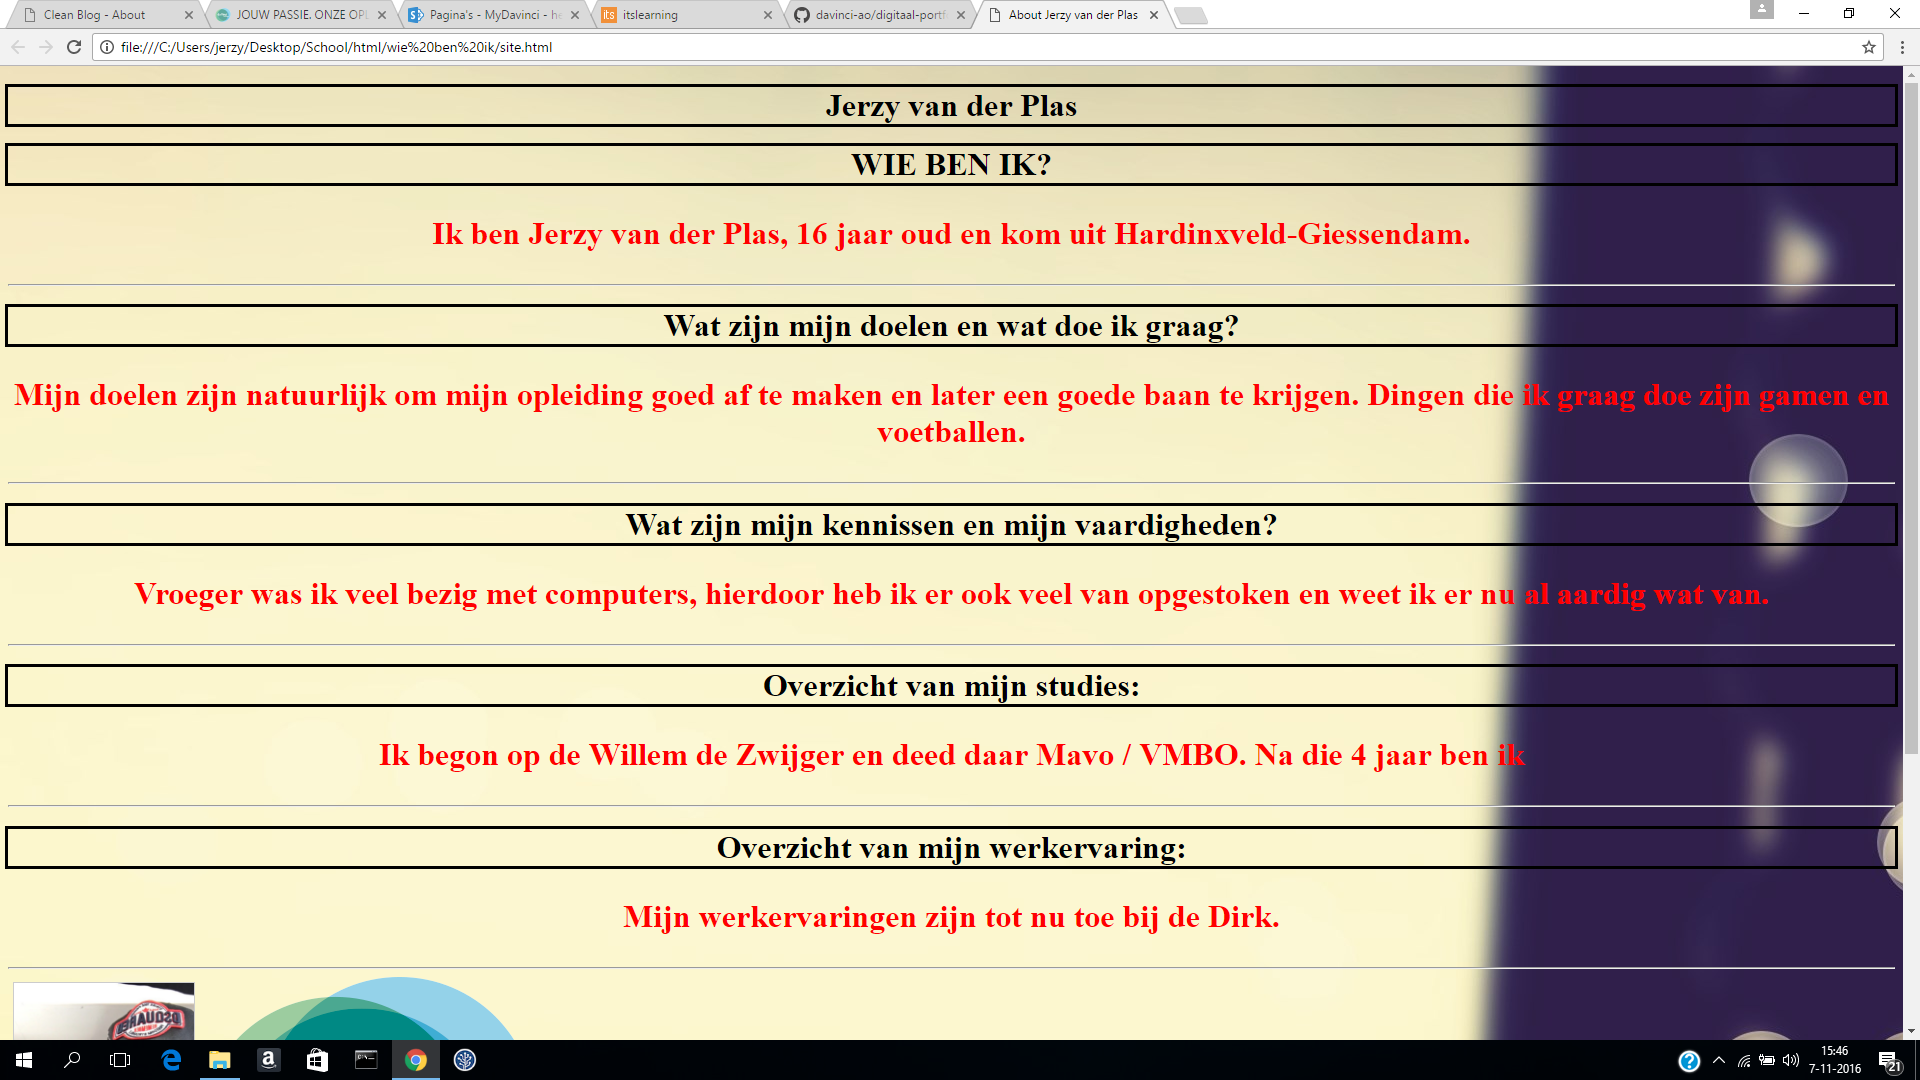 Clean Blog - About
JOUW PASSIE. ONZE OPL
Pagina's - MyDavinci - he
its
itslearning
davinci-ao/digitaal-portf
About Jerzy van der Plas
file:///C:/Users/jerzy/Desktop/School/html/wie%20ben%20ik/site.html
Jerzy van der Plas
WIE BEN IK?
Ik ben Jerzy van der Plas, 16 jaar oud en kom uit Hardinxveld-Giessendam.
Wat zijn mijn doelen en wat doe ik graag?
Mijn doelen zijn natuurlijk om mijn opleiding goed af te maken en later een goede baan te krijgen. Dingen die ik graag doe zijn gamen en
voetballen.
Wat zijn mijn kennissen en mijn vaardigheden?
Vroeger was ik veel bezig met computers, hierdoor heb ik er ook veel van opgestoken en weet ik er nu al aardig wat van.
Overzicht van mijn studies:
Ik begon op de Willem de Zwijger en deed daar Mavo / VMBO. Na die 4 jaar ben ik
Overzicht van mijn werkervaring:
Mijn werkervaringen zijn tot nu toe bij de Dirk.
15:46
7-11-2016
21